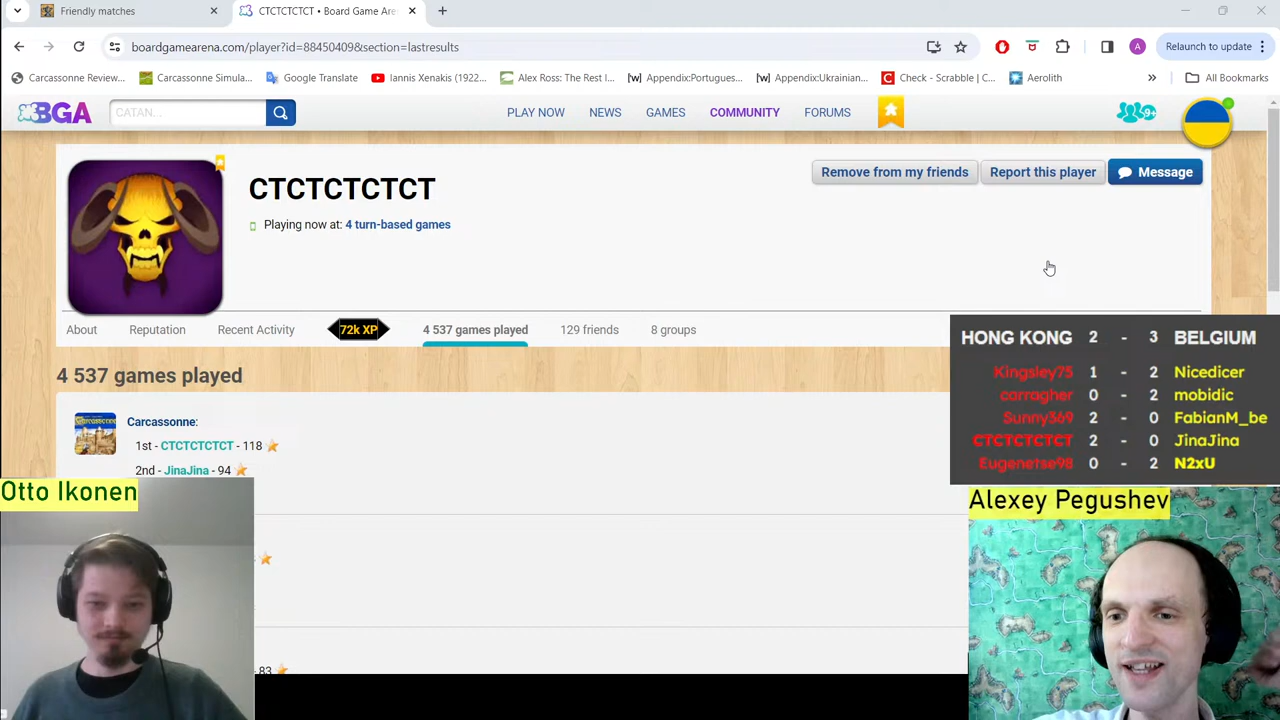 Friendly matches
CTCTCTCTCT • Board Game Are
boardgamearena.com/player?id=88450409&section=lastresults
A
Relaunch to update
Carcassonne Review...
Carcassonne Simula...
Google Translate
Iannis Xenakis (1922...
Alex Ross: The Rest I...
[w] Appendix:Portugues...
[w] Appendix:Ukrainian...
Check - Scrabble | C...
Aerolith
»
All Bookmarks
BGA
CATAN...
PLAY NOW
NEWS
GAMES
COMMUNITY
FORUMS
9+
CTCTCTCTCT
Remove from my friends
Report this player
Message
Playing now at: 4 turn-based games
About
Reputation
Recent Activity
72k XP
4 537 games played
129 friends
8 groups
HONG KONG 2 - 3 BELGIUM
Kingsley75 1 - 2 Nicedicer
carragher 0 - 2 mobidic
Sunny369 2 - 0 FabianM_be
CTCTCTCTCT 2 - 0 JinaJina
Eugenetse98 0 - 2 N2xU
4 537 games played
Carcassonne:
1st - CTCTCTCTCT - 118
2nd - JinaJina - 94
Otto Ikonen
Alexey Pegushev
83